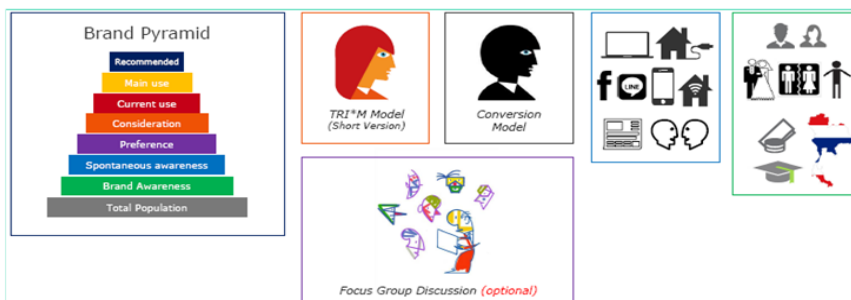 Brand Pyramid
Recommended
Main use
Current use
Consideration
Preference
Spontaneous awareness
Brand Awareness
Total Population
TRI*M Model
(Short Version)
Conversion
Model
f
LINE
Focus Group Discussion (optional)